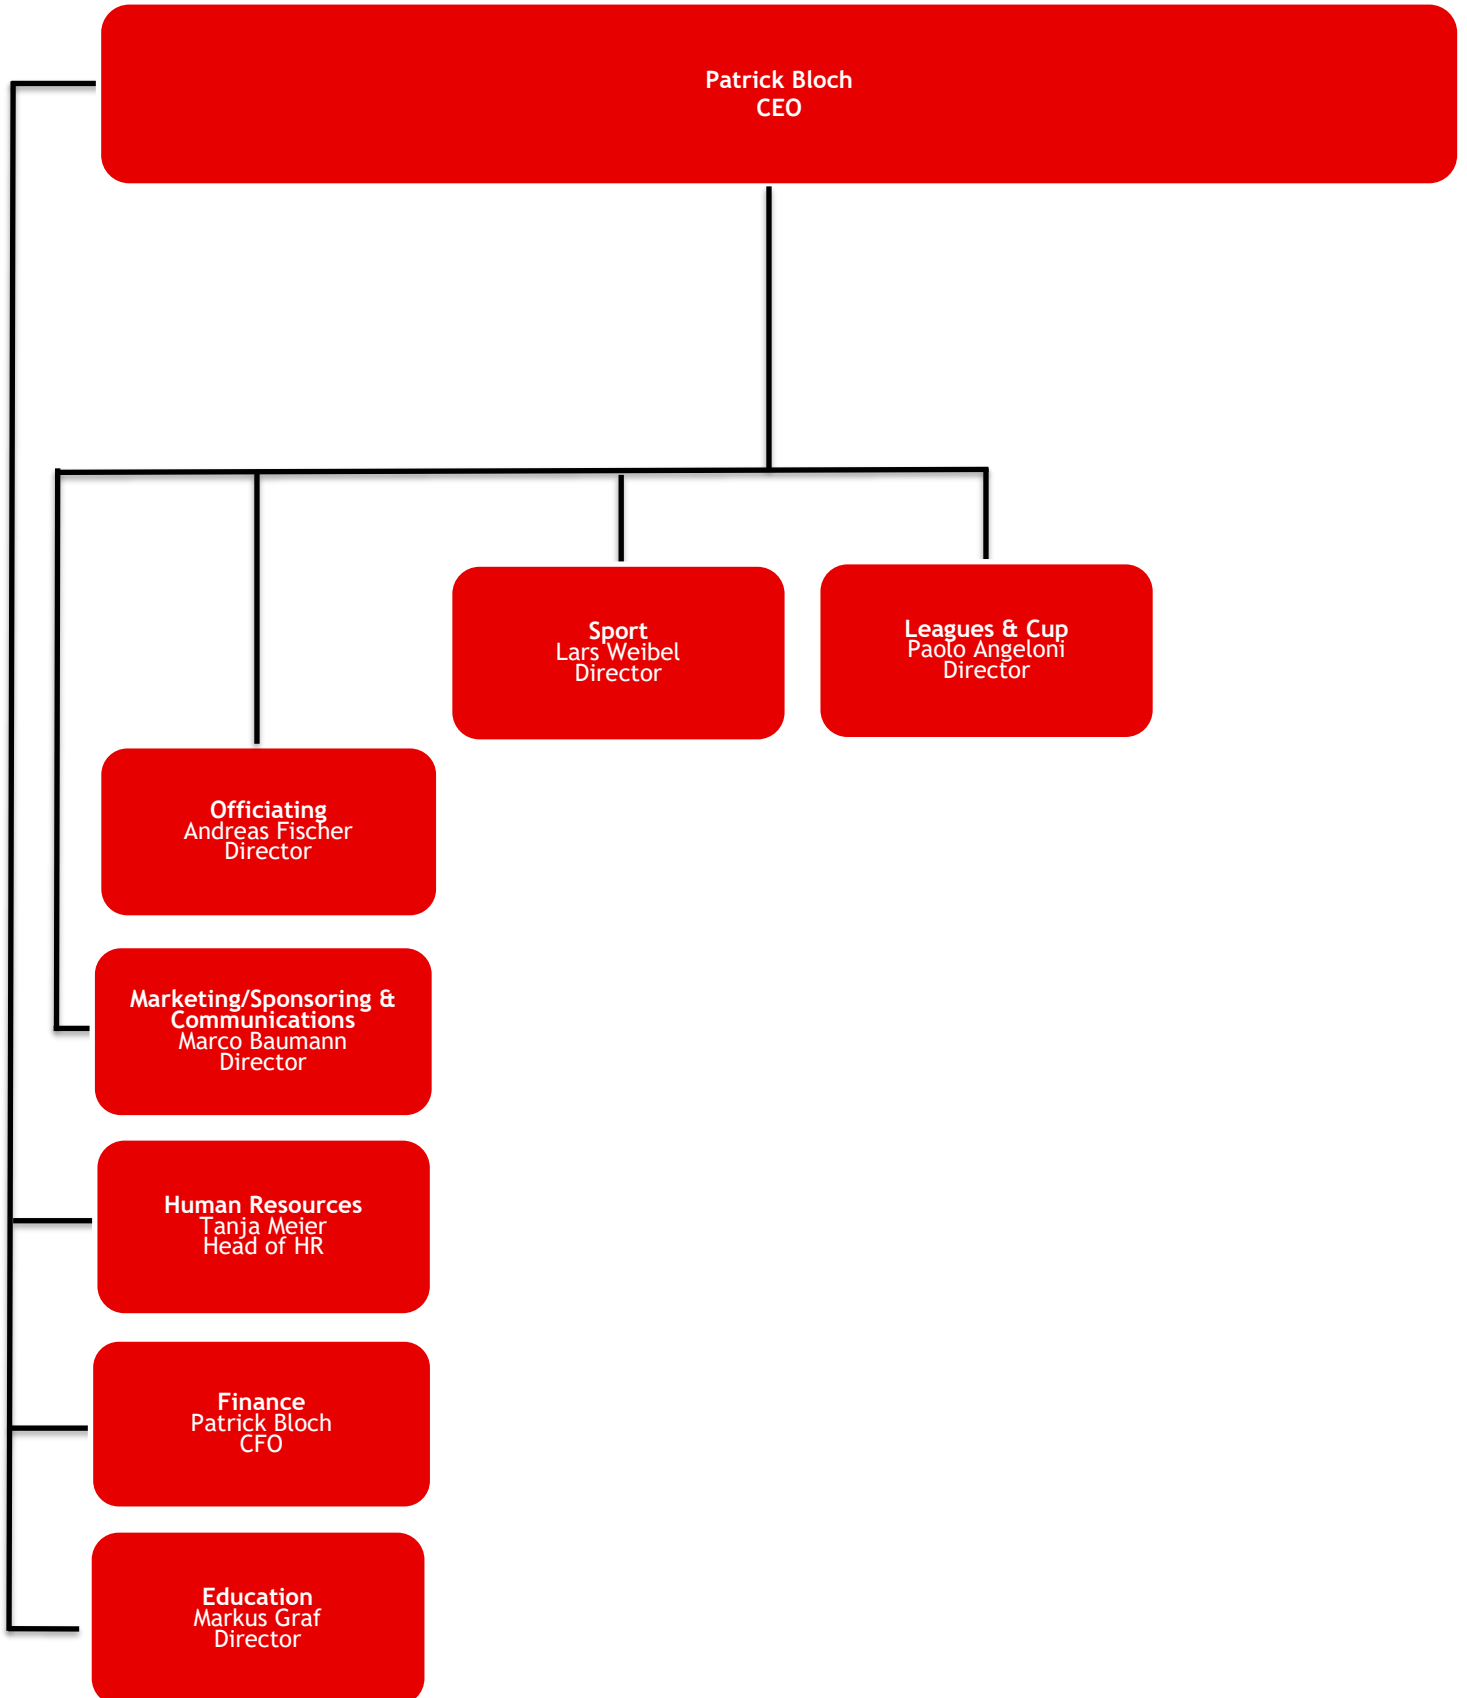 Patrick Bloch
CEO
Sport
Lars Weibel
Director
Leagues & Cup
Paolo Angeloni
Director
Officiating
Andreas Fischer
Director
Marketing/Sponsoring &
Communications
Marco Baumann
Director
Human Resources
Tanja Meier
Head of HR
Finance
Patrick Bloch
CFO
Education
Markus Graf
Director